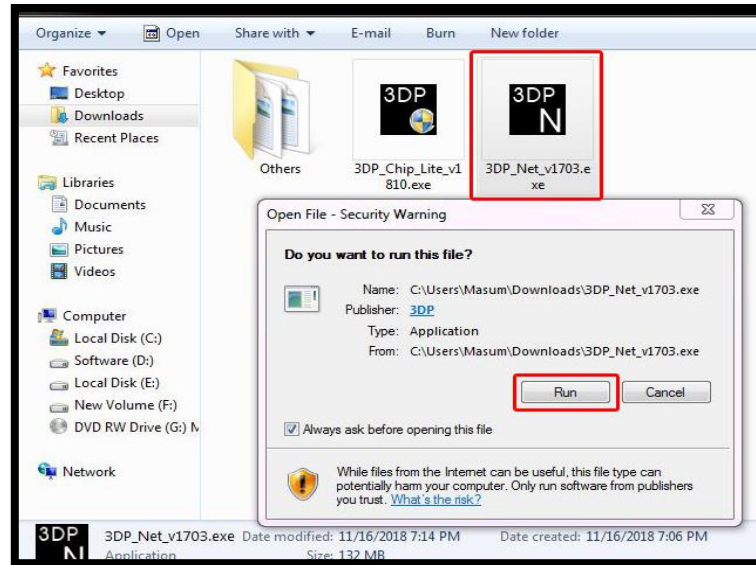 Organize Open Share with E-mail Burn New folder
Favorites
Desktop
Downloads
Recent Places
Libraries
Documents
Music
Pictures
Videos
Computer
Local Disk (C:)
Software (D:)
Local Disk (E:)
New Volume (F:)
DVD RW Drive (G:) M
Network
Others
3DP
3DP_Chip_Lite_v1
810.exe
3DP
N
3DP_Net_v1703.e
xe
Open File - Security Warning
Do you want to run this file?
Name: C:\Users\Masum\Downloads\3DP_Net_v1703.exe
Publisher: 3DP
Type: Application
From: C:\Users\Masum\Downloads\3DP_Net_v1703.exe
Run Cancel
Always ask before opening this file
While files from the Internet can be useful, this file type can
potentially harm your computer. Only run software from publishers
you trust. What's the risk?
3DP
N
3DP_Net_v1703.exe Date modified: 11/16/2018 7:14 PM Date created: 11/16/2018 7:06 PM
Application Size: 132 MB